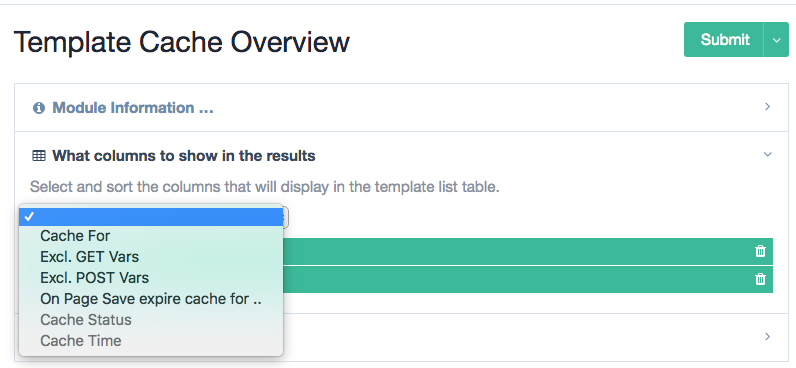 Template Cache Overview
Submit
Module Information ...
What columns to show in the results
Select and sort the columns that will display in the template list table.
Cache For
Excl. GET Vars
Excl. POST Vars
On Page Save expire cache for ..
Cache Status
Cache Time